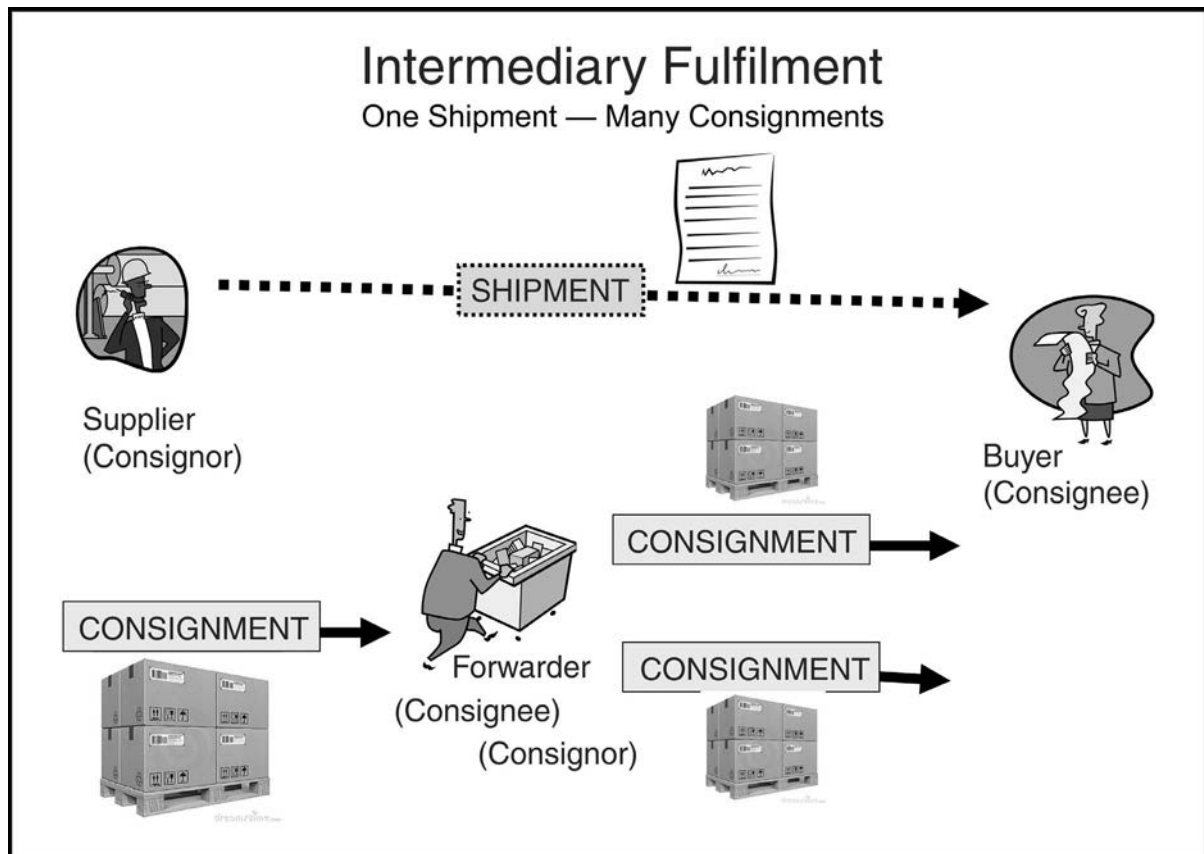 Intermediary Fulfilment
One Shipment — Many Consignments
SHIPMENT
Supplier
(Consignor)
Buyer
(Consignee)
CONSIGNMENT
CONSIGNMENT
Forwarder
(Consignee)
(Consignor)
CONSIGNMENT